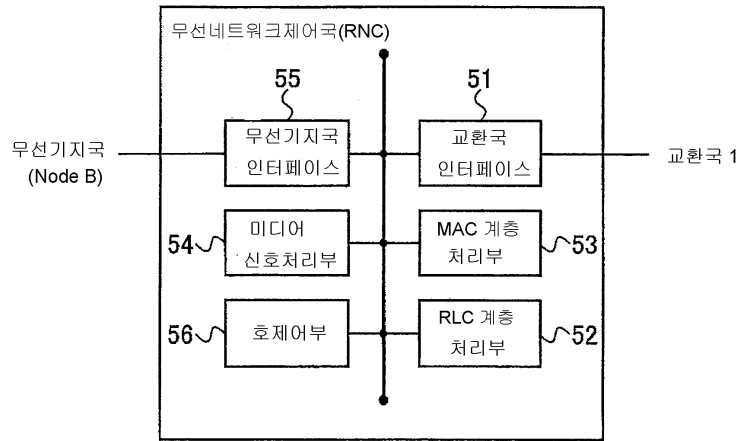 무선네트워크제어국(RNC)
55
51
무선기지국
(Node B)
무선기지국
인터페이스
교환국
인터페이스
교환국 1
54
미디어
신호처리부
MAC 계층
처리부
53
56
호제어부
RLC 계층
처리부
52